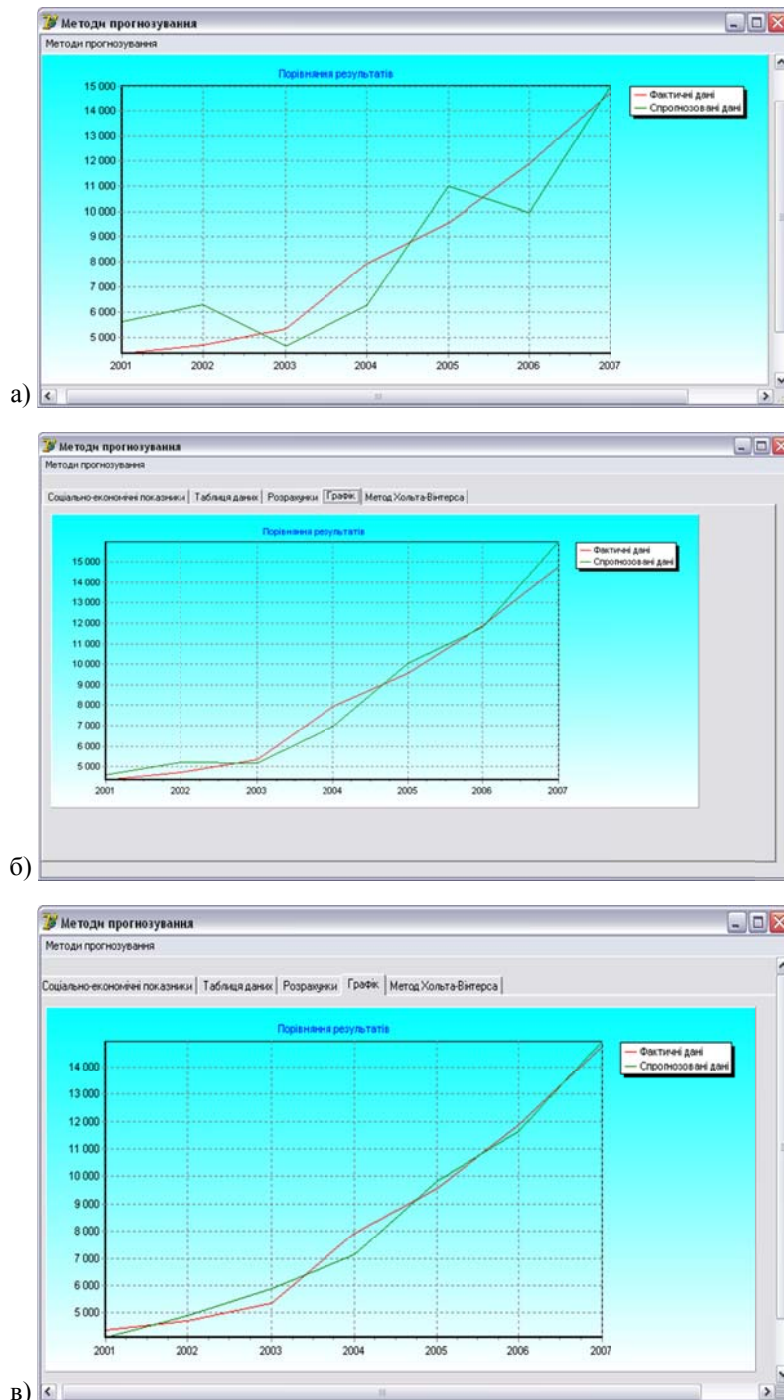 Методи прогнозування
Методи прогнозування
Порівняння результатів
15 000
14 000
13 000
12 000
11 000
10 000
9 000
8 000
7 000
6 000
5 000
2001 2002 2003 2004 2005 2006 2007
Фактичні дані
Спрогнозовані дані
а)
Методи прогнозування
Методи прогнозування
Соціально-економічні показники Таблиця даних Розрахунки Графік Метод Хольта-Вінтерса
Порівняння результатів
15 000
14 000
13 000
12 000
11 000
10 000
9 000
8 000
7 000
6 000
5 000
2001 2002 2003 2004 2005 2006 2007
Фактичні дані
Спрогнозовані дані
б)
Методи прогнозування
Методи прогнозування
Соціально-економічні показники Таблиця даних Розрахунки Графік Метод Хольта-Вінтерса
Порівняння результатів
14 000
13 000
12 000
11 000
10 000
9 000
8 000
7 000
6 000
5 000
2001 2002 2003 2004 2005 2006 2007
Фактичні дані
Спрогнозовані дані
в)